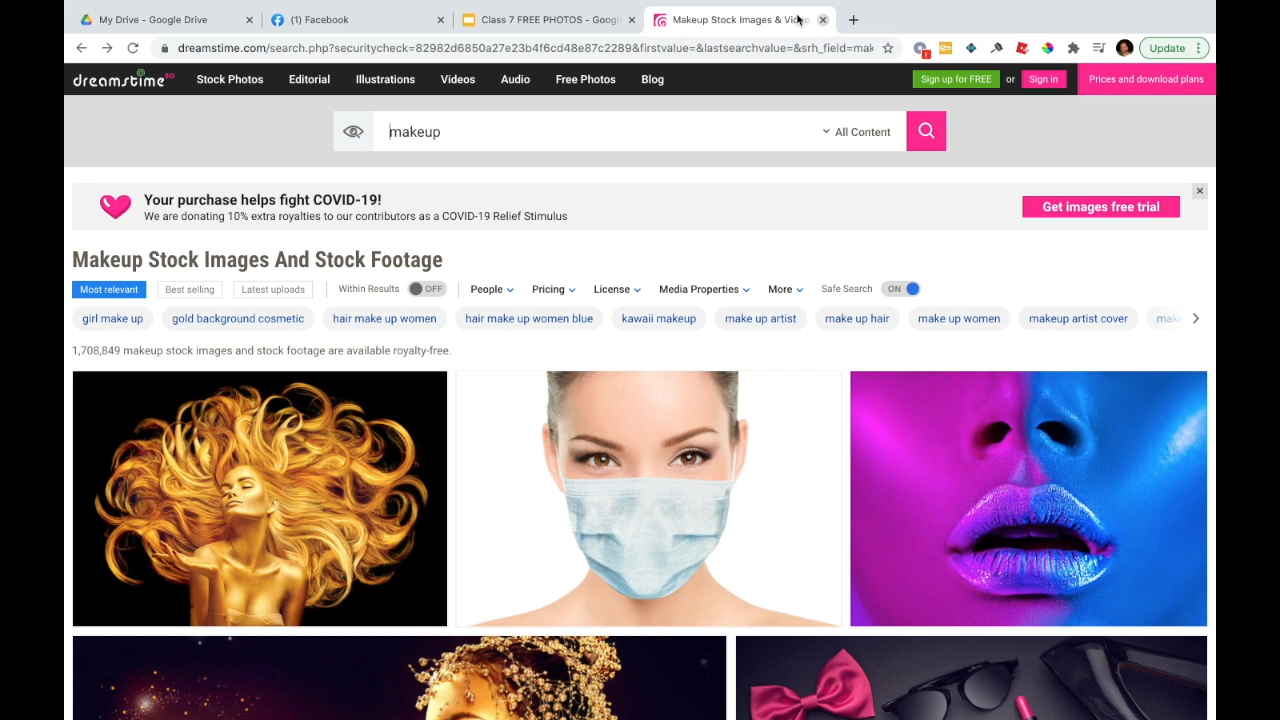 My Drive - Google Drive
(1) Facebook
Class 7 FREE PHOTOS - Googl
Makeup Stock Images & Vid
dreamstime.com/search.php?securitycheck=82982d6850a27e23b4f6cd48e87c2289&firstvalue=&lastsearchvalue=&srh_field=mak
Update
dreamstime
Stock Photos
Editorial
Illustrations
Videos
Audio
Free Photos
Blog
Sign up for FREE
or
Sign in
Prices and download plans
makeup
All Content
Your purchase helps fight COVID-19!
We are donating 10% extra royalties to our contributors as a COVID-19 Relief Stimulus
Get images free trial
Makeup Stock Images And Stock Footage
Most relevant
Best selling
Latest uploads
Within Results
OFF
People
Pricing
License
Media Properties
More
Safe Search
ON
girl make up
gold background cosmetic
hair make up women
hair make up women blue
kawaii makeup
make up artist
make up hair
make up women
makeup artist cover
make
1,708,849 makeup stock images and stock footage are available royalty-free.